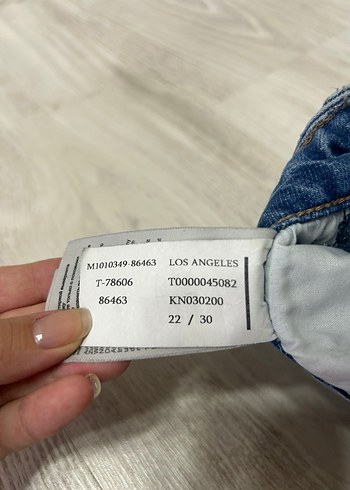 M1010349-86463 LOS ANGELES
T-78606 T0000045082
86463 KN030200
22 / 30